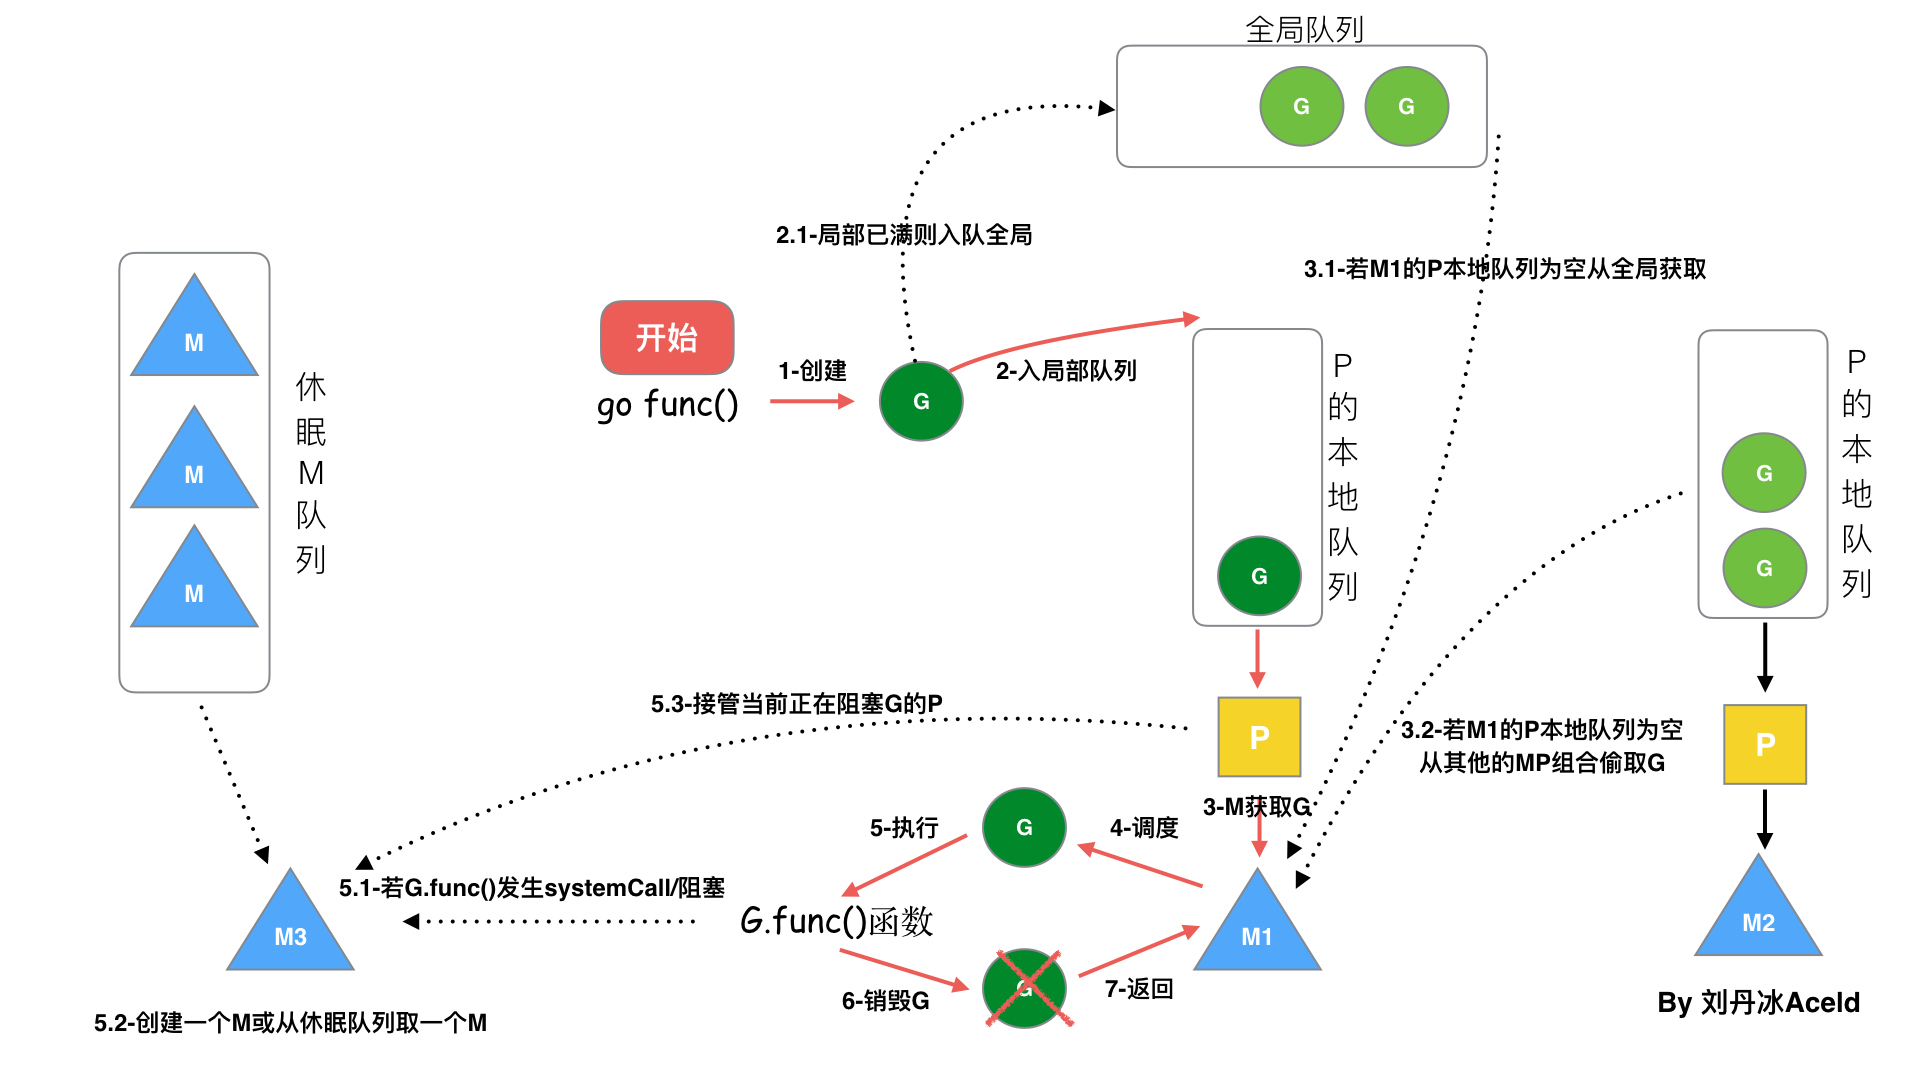 全局队列
G
G
2.1-局部已满则入队全局
3.1-若M1的P本地队列为空从全局获取
M
M
M
休眠M队列
开始
go func()
1-创建
G
2-入局部队列
P的本地队列
G
P的本地队列
G
G
5.3-接管当前正在阻塞G的P
P
3.2-若M1的P本地队列为空
从其他的MP组合偷取G
P
3-M获取G
5-执行
G
4-调度
5.1-若G.func()发生systemCall/阻塞
M3
G.func()函数
M1
M2
6-销毁G
G
7-返回
5.2-创建一个M或从休眠队列取一个M
By 刘丹冰Aceld